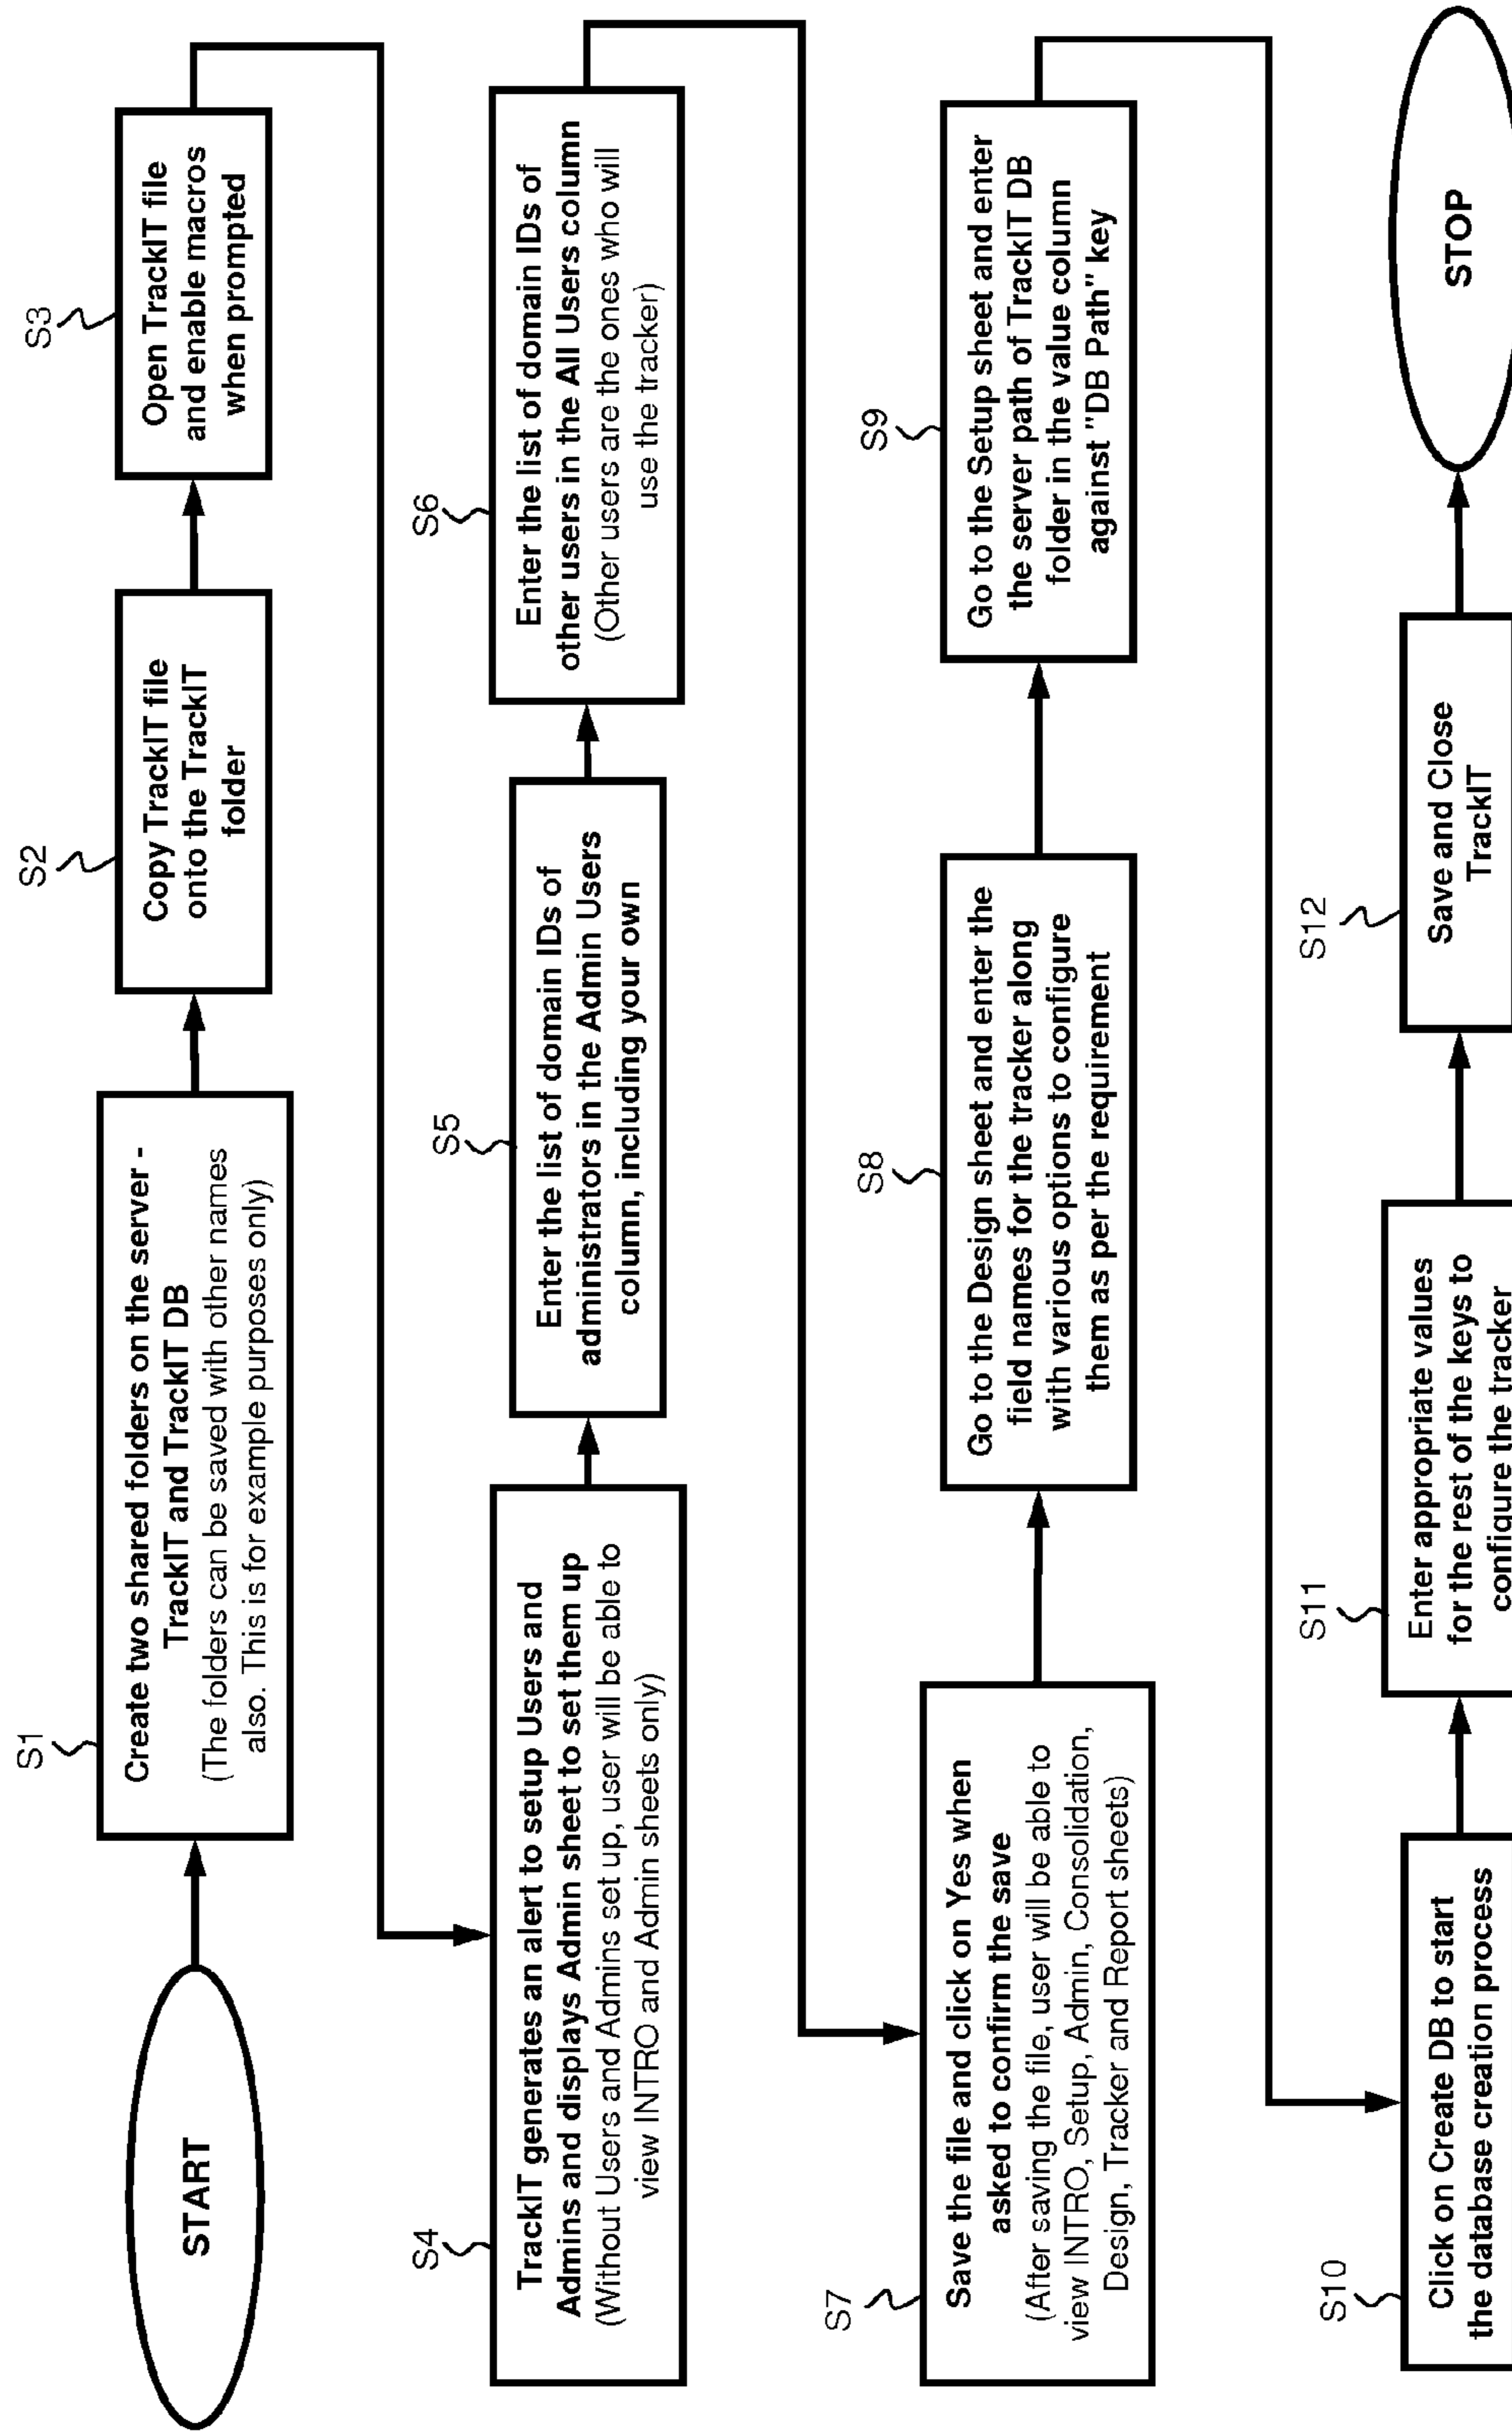 START
S1
Create two shared folders on the server -
TrackIT and TrackIT DB
(The folders can be saved with other names
also. This is for example purposes only)
S2
Copy TrackIT file
onto the TrackIT
folder
S3
Open TrackIT file
and enable macros
when prompted
S4
TrackIT generates an alert to setup Users and
Admins and displays Admin sheet to set them up
(Without Users and Admins set up, user will be able to
view INTRO and Admin sheets only)
S5
Enter the list of domain IDs of
administrators in the Admin Users
column, including your own
S6
Enter the list of domain IDs of
other users in the All Users column
(Other users are the ones who will
use the tracker)
S7
Save the file and click on Yes when
asked to confirm the save
(After saving the file, user will be able to
view INTRO, Setup, Admin, Consolidation,
Design, Tracker and Report sheets)
S8
Go to the Design sheet and enter the
field names for the tracker along
with various options to configure
them as per the requirement
S9
Go to the Setup sheet and enter
the server path of TrackIT DB
folder in the value column
against "DB Path" key
S10
Click on Create DB to start
the database creation process
S11
Enter appropriate values
for the rest of the keys to
configure the tracker
S12
Save and Close
TrackIT
STOP